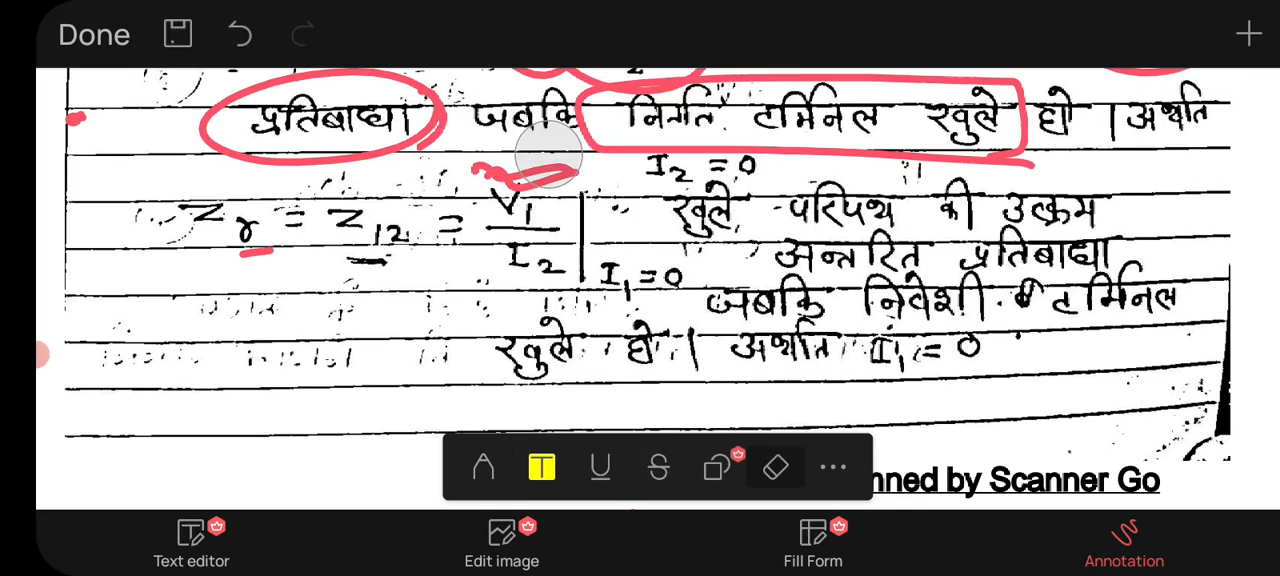 Done
प्रतिबाध्या जबकि निर्गत टर्मिनल खुले हो । अर्थात
I₂ = 0
Zᵣ = Z₁₂ = V₁ / I₂ | I₁ = 0 खुले परिपथ की उत्क्रम
अन्तरित प्रतिबाध्या
जबकि निवेशी टर्मिनल
खुले हो । अर्थात I₁ = 0
nned by Scanner Go
Text editor Edit image Fill Form Annotation